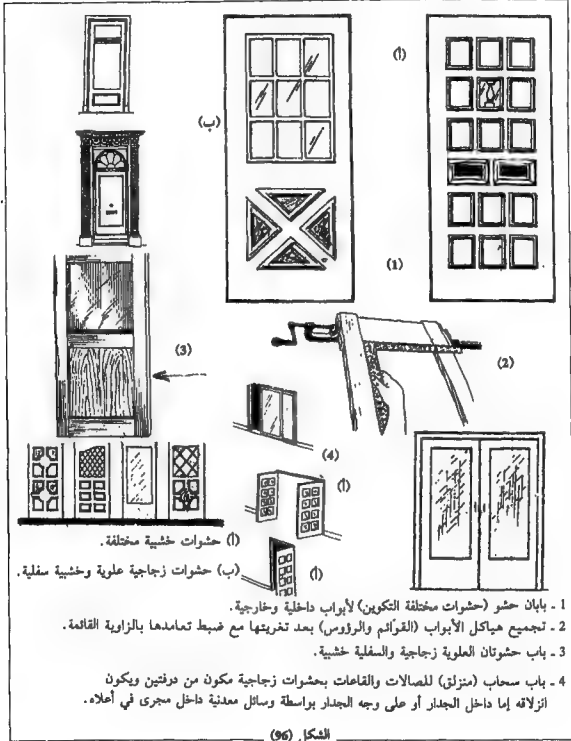 (أ)
(ب)
(1)
(2)
(3)
(4)
(أ)
(أ)
(أ) حشوات خشبية مختلفة.
(ب) حشوات زجاجية علوية وخشبية سفلية.
1 ـ بابان حشو (حشوات مختلفة التكوين) لأبواب داخلية وخارجية.
2 ـ تجميع هياكل الأبواب (القوائم والرؤوس) بعد تغريتها مع ضبط تعامدها بالزاوية القائمة.
3 ـ باب حشوتان العلوية زجاجية والسفلية خشبية.
4 ـ باب سحاب (منزلق) للصالات والقاعات بحشوات زجاجية مكون من درفتين ويكون
انزلاقه إما داخل الجدار أو على وجه الجدار بواسطة وسائل معدنية داخل مجرى في أعلاه.
الشكل (96)